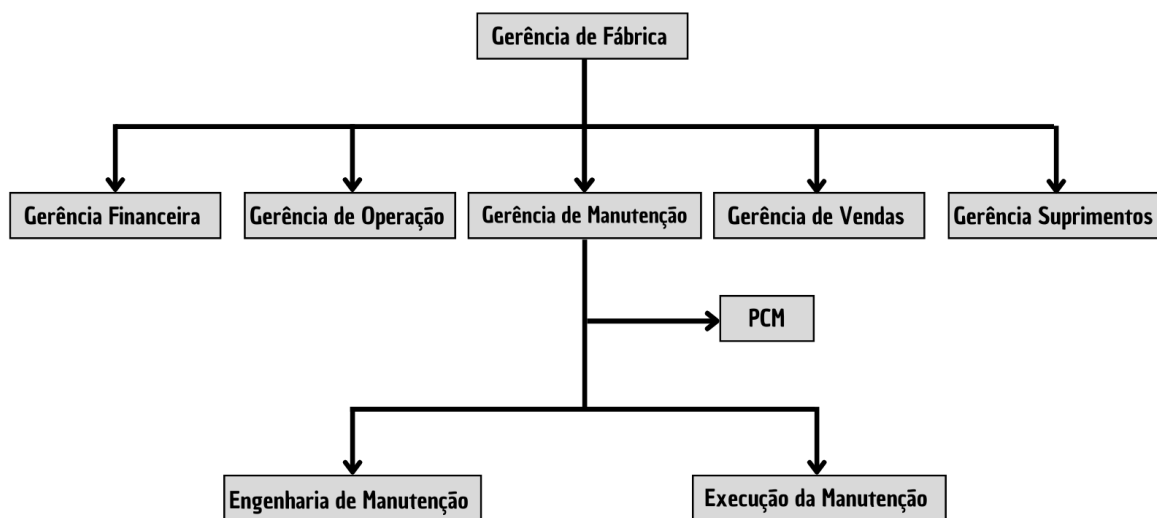 Gerência de Fábrica
Gerência Financeira
Gerência de Operação
Gerência de Manutenção
Gerência de Vendas
Gerência Suprimentos
PCM
Engenharia de Manutenção
Execução da Manutenção